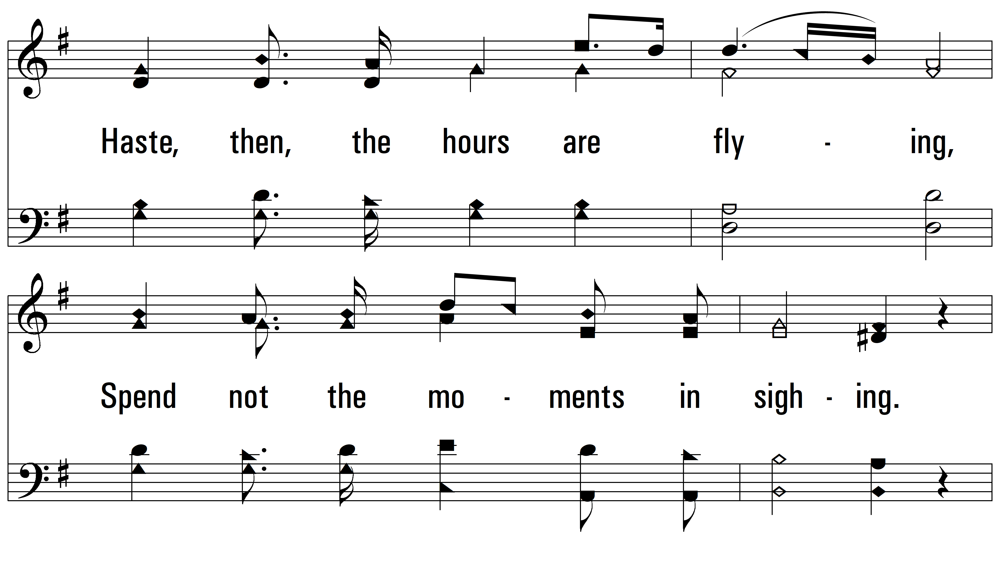 Haste, then, the hours are fly - ing,
Spend not the mo - ments in sigh - ing.